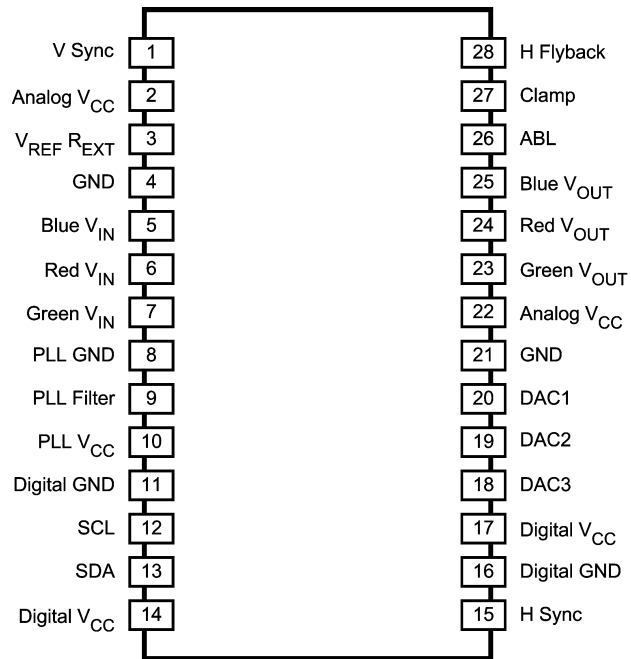 V Sync 1 28 H Flyback
Analog VCC 2 27 Clamp
VREF REXT 3 26 ABL
GND 4 25 Blue VOUT
Blue VIN 5 24 Red VOUT
Red VIN 6 23 Green VOUT
Green VIN 7 22 Analog VCC
PLL GND 8 21 GND
PLL Filter 9 20 DAC1
PLL VCC 10 19 DAC2
Digital GND 11 18 DAC3
SCL 12 17 Digital VCC
SDA 13 16 Digital GND
Digital VCC 14 15 H Sync